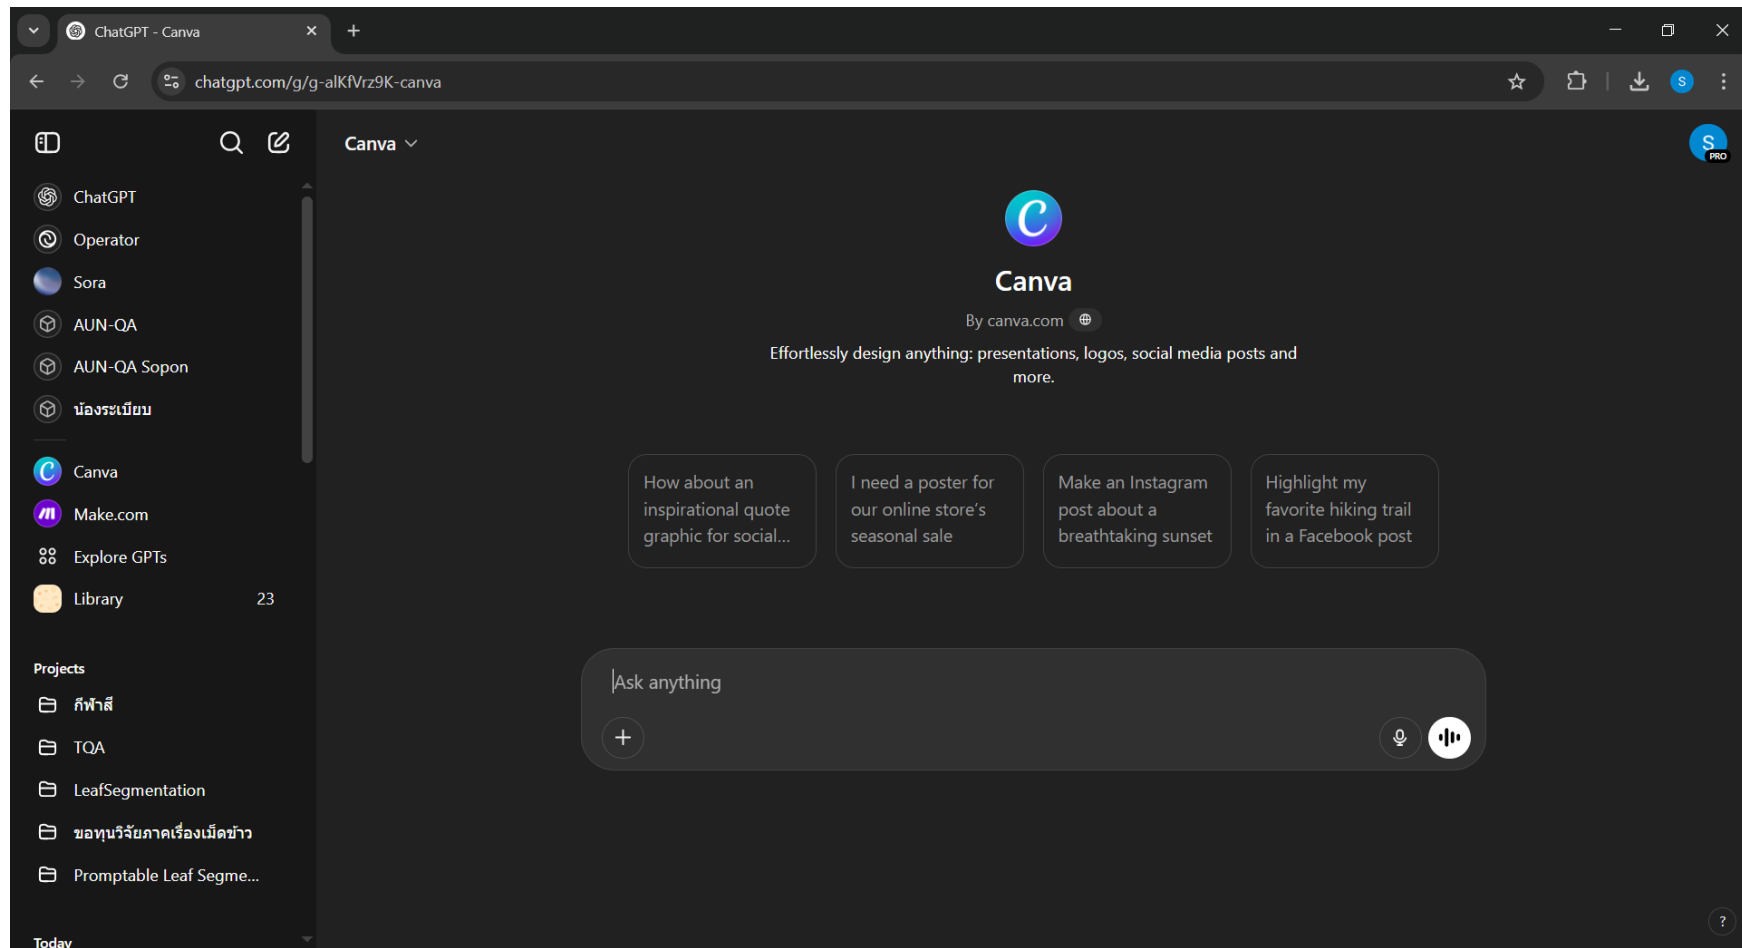 ChatGPT - Canva
chatgpt.com/g/g-alKfVrz9K-canva
S
ChatGPT
Operator
Sora
AUN-QA
AUN-QA Sopon
น้องระเบียบ
Canva
Make.com
Explore GPTs
Library 23
Projects
กีฬาสี
TQA
LeafSegmentation
ขอทุนวิจัยภาคเรื่องเม็ดข้าว
Promptable Leaf Segme...
Today
Canva
S
PRO
C
Canva
By canva.com
Effortlessly design anything: presentations, logos, social media posts and
more.
How about an
inspirational quote
graphic for social...
I need a poster for
our online store's
seasonal sale
Make an Instagram
post about a
breathtaking sunset
Highlight my
favorite hiking trail
in a Facebook post
Ask anything
?